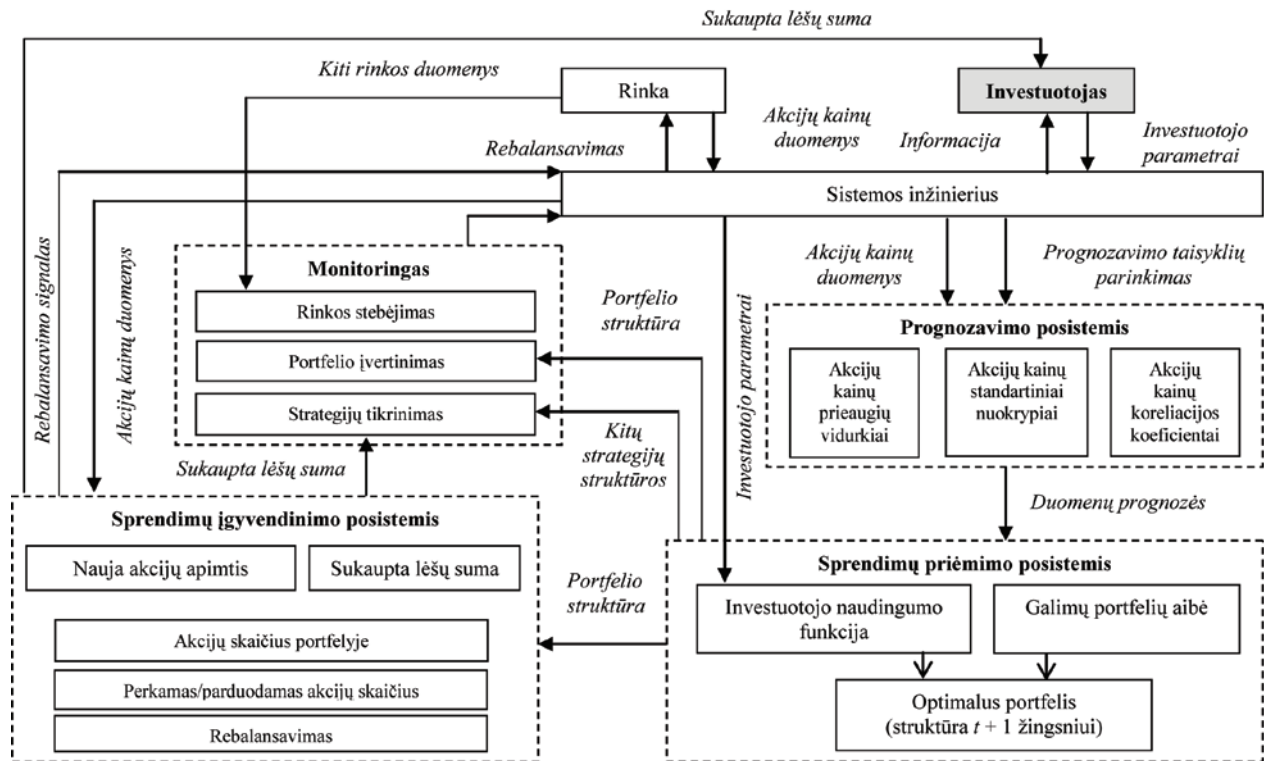 Sukaupta lėšų suma
Kiti rinkos duomenys
Rinka
Investuotojas
Rebalansavimas
Akcijų kainų
duomenys
Informacija
Investuotojo
parametrai
Sistemos inžinierius
Rebalansavimo signalas
Akcijų kainų duomenys
Monitoringas
Rinkos stebėjimas
Portfelio įvertinimas
Strategijų tikrinimas
Portfelio
struktūra
Kitų
strategijų
struktūros
Investuotojo parametrai
Akcijų kainų
duomenys
Prognozavimo taisyklių
parinkimas
Prognozavimo posistemis
Akcijų
kainų
prieaugių
vidurkiai
Akcijų kainų
standartiniai
nuokrypiai
Akcijų
kainų
koreliacijos
koeficientai
Sukaupta lėšų suma
Duomenų prognozės
Sprendimų įgyvendinimo posistemis
Nauja akcijų apimtis
Sukaupta lėšų suma
Akcijų skaičius portfelyje
Perkamas/parduodamas akcijų skaičius
Rebalansavimas
Portfelio
struktūra
Sprendimų priėmimo posistemis
Investuotojo naudingumo
funkcija
Galimų portfelių aibė
Optimalus portfelis
(struktūra t + 1 žingsniui)